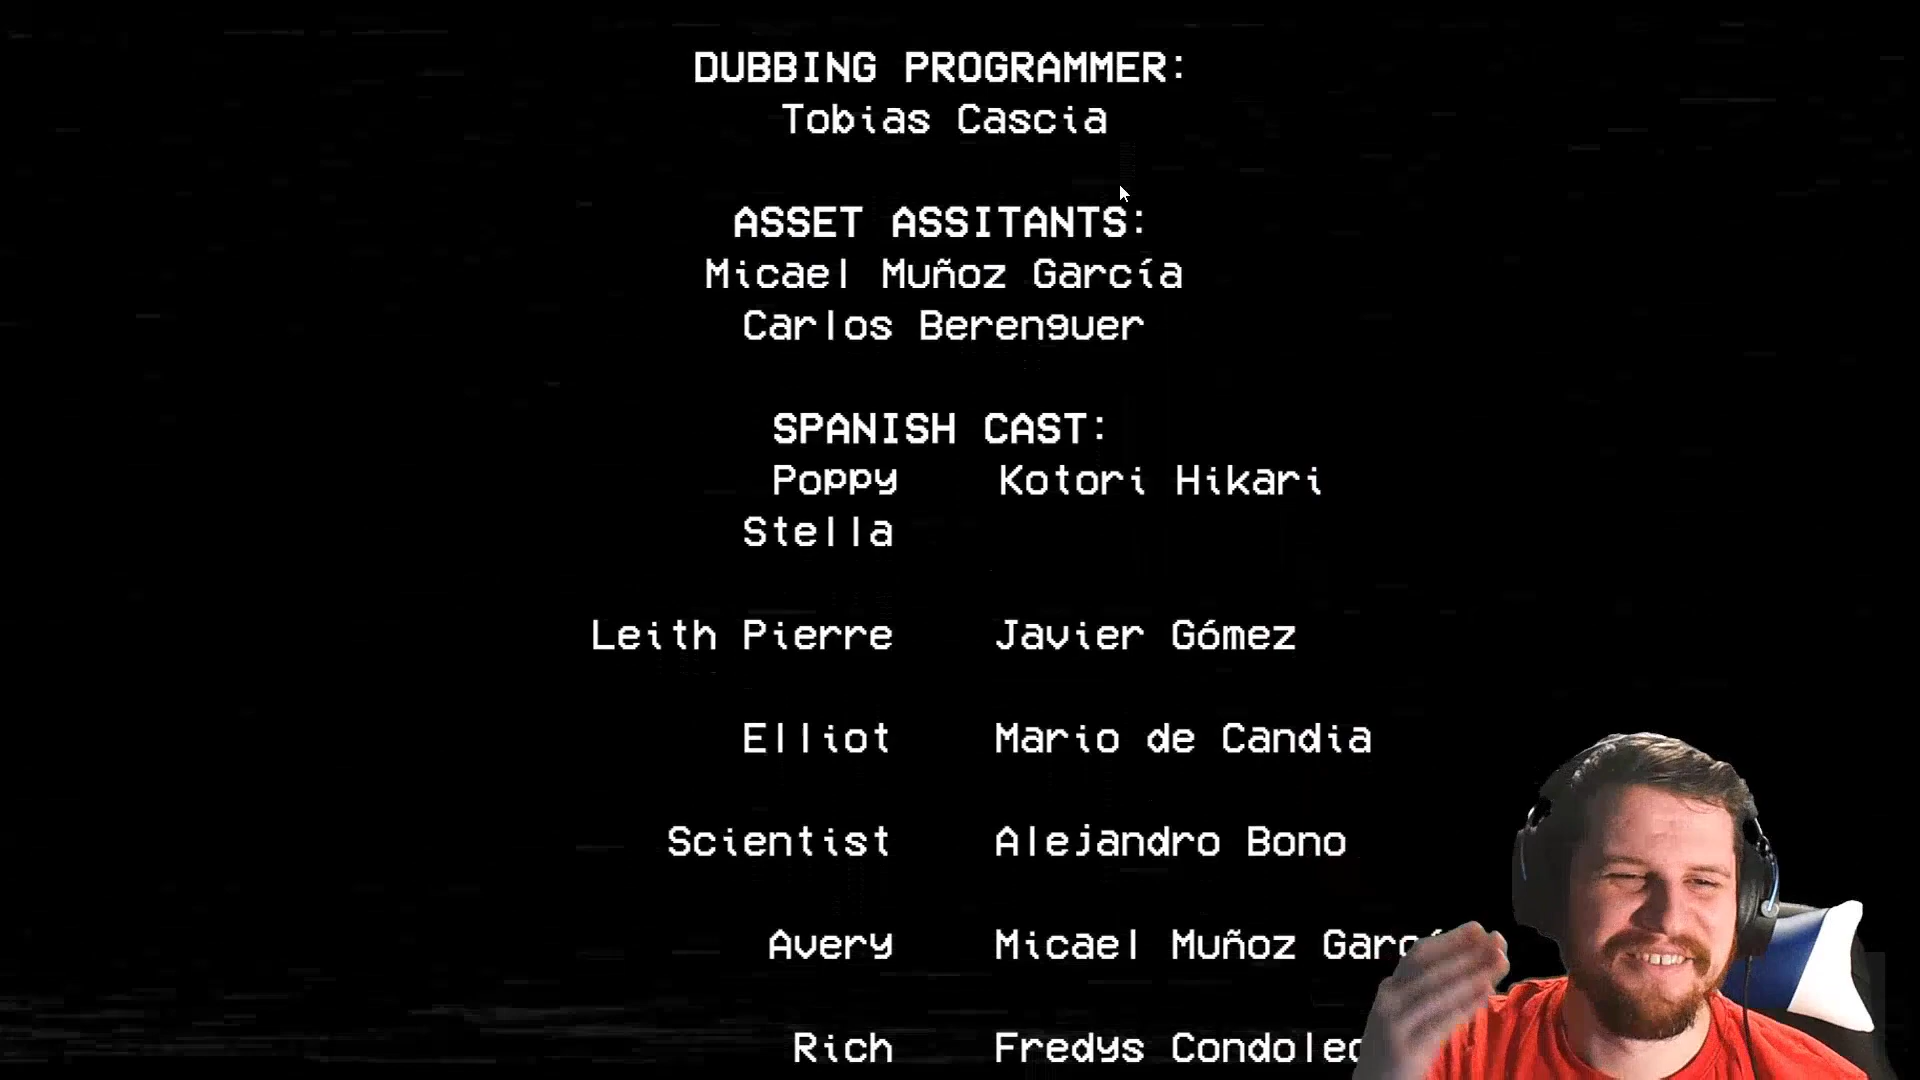 DUBBING PROGRAMMER:
Tobias Cascia
ASSET ASSITANTS:
Micael Muñoz García
Carlos Berenguer
SPANISH CAST:
Poppy Kotori Hikari
Stella
Leith Pierre Javier Gómez
Elliot Mario de Candia
Scientist Alejandro Bono
Avery Micael Muñoz
Rich Fredys